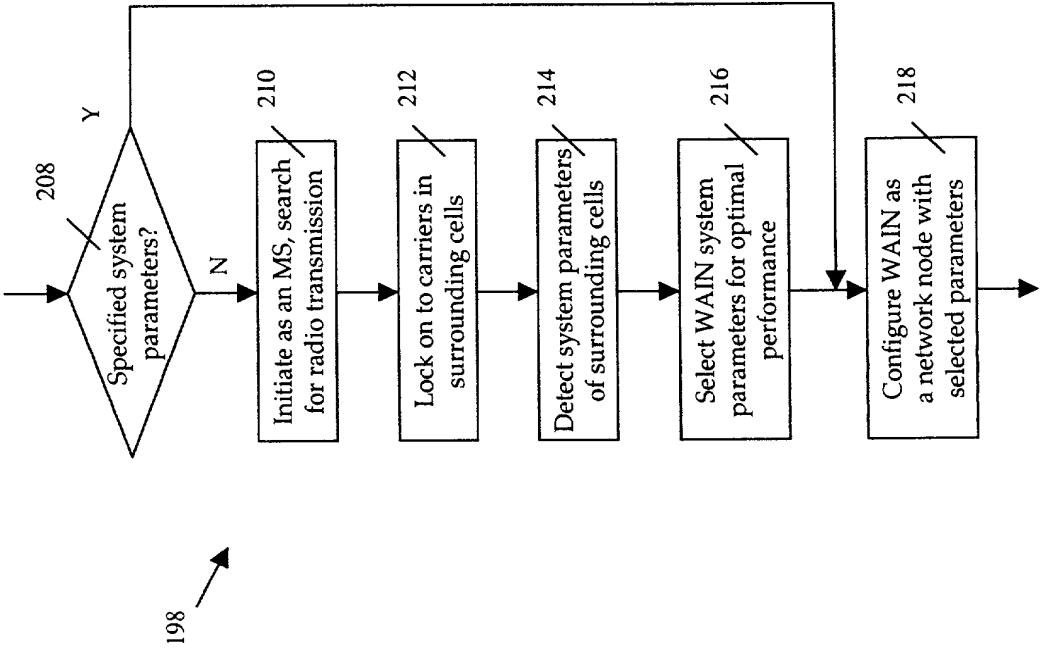 208
Specified system
parameters?
Y
N
210
Initiate as an MS, search
for radio transmission
212
Lock on to carriers in
surrounding cells
214
Detect system parameters
of surrounding cells
216
Select WAIN system
parameters for optimal
performance
218
Configure WAIN as
a network node with
selected parameters
198